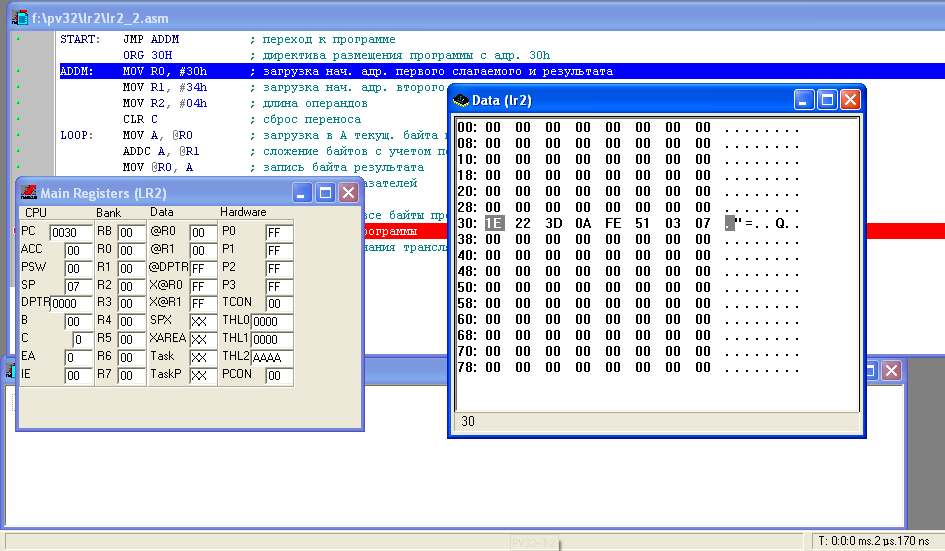 f:\pv32\lr2\lr2_2.asm
START: JMP ADDM ; переход к программе
ORG 30H ; директива размещения программы с адр. 30h
ADDM: MOV R0, #30h ; загрузка нач. адр. первого слагаемого и результата
MOV R1, #34h ; загрузка нач. адр. второго
MOV R2, #04h ; длина операндов
CLR C ; сброс переноса
LOOP: MOV A, @R0 ; загрузка в А текущ. байта
ADDC A, @R1 ; сложение байтов с учетом
MOV @R0, A ; запись байта результата
Data (lr2)
00: 00 00 00 00 00 00 00 00 ........
08: 00 00 00 00 00 00 00 00 ........
10: 00 00 00 00 00 00 00 00 ........
18: 00 00 00 00 00 00 00 00 ........
20: 00 00 00 00 00 00 00 00 ........
28: 00 00 00 00 00 00 00 00 ........
30: 1E 22 3D 0A FE 51 03 07 ."=..Q..
38: 00 00 00 00 00 00 00 00 ........
40: 00 00 00 00 00 00 00 00 ........
48: 00 00 00 00 00 00 00 00 ........
50: 00 00 00 00 00 00 00 00 ........
58: 00 00 00 00 00 00 00 00 ........
60: 00 00 00 00 00 00 00 00 ........
68: 00 00 00 00 00 00 00 00 ........
70: 00 00 00 00 00 00 00 00 ........
78: 00 00 00 00 00 00 00 00 ........
30
Main Registers (LR2)
CPU Bank Data Hardware
PC 0030 RB 00 @R0 00 P0 FF
ACC 00 R0 00 @R1 00 P1 FF
PSW 00 R1 00 @DPTR FF P2 FF
SP 07 R2 00 X@R0 FF P3 FF
DPTR 0000 R3 00 X@R1 FF TCON 00
B 00 R4 00 SPX XX THL0 0000
C 0 R5 00 XAREA XX THL1 0000
EA 0 R6 00 Task XX THL2 AAAA
IE 00 R7 00 TaskP XX PCON 00
все байты
T: 0:0:0 ms.2 µs.170 ns